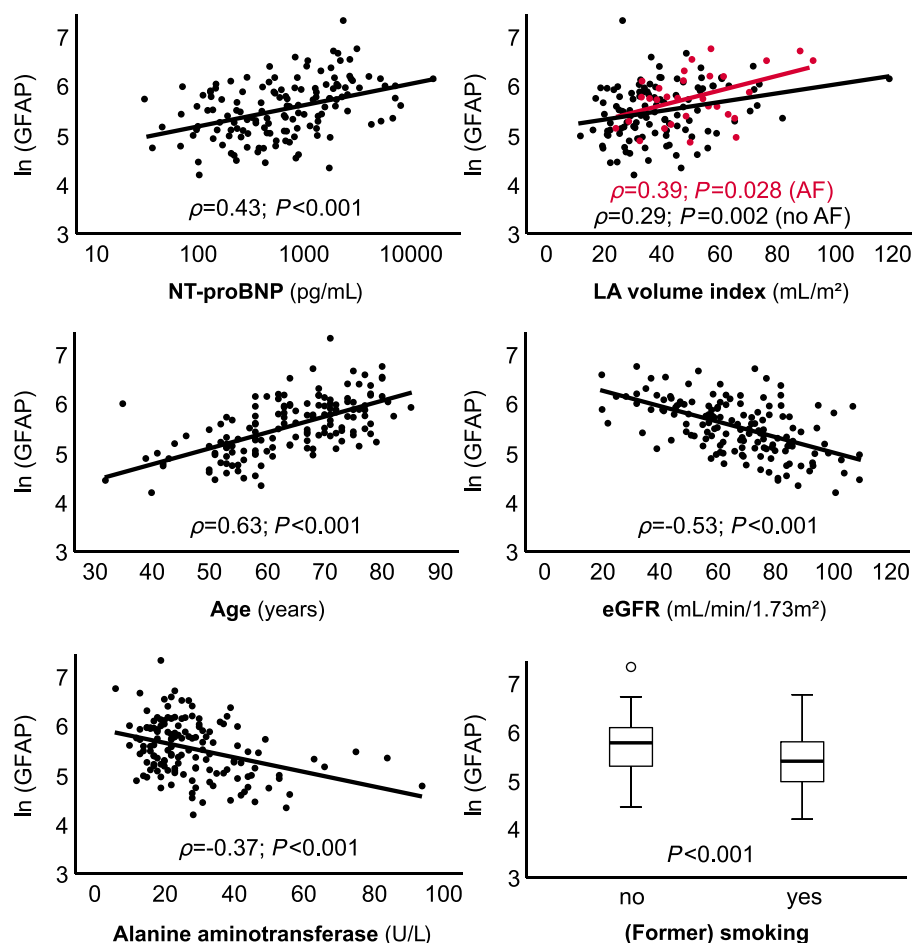 ln (GFAP)
7
6
5
4
3
ρ=0.43; P<0.001
10 100 1000 10000
NT-proBNP (pg/mL)
ln (GFAP)
7
6
5
4
3
ρ=0.39; P=0.028 (AF)
ρ=0.29; P=0.002 (no AF)
0 20 40 60 80 100 120
LA volume index (mL/m²)
ln (GFAP)
7
6
5
4
3
ρ=0.63; P<0.001
30 40 50 60 70 80 90
Age (years)
ln (GFAP)
7
6
5
4
3
ρ=-0.53; P<0.001
0 20 40 60 80 100 120
eGFR (mL/min/1.73m²)
ln (GFAP)
7
6
5
4
3
ρ=-0.37; P<0.001
0 20 40 60 80 100
Alanine aminotransferase (U/L)
ln (GFAP)
7
6
5
4
3
P<0.001
no yes
(Former) smoking